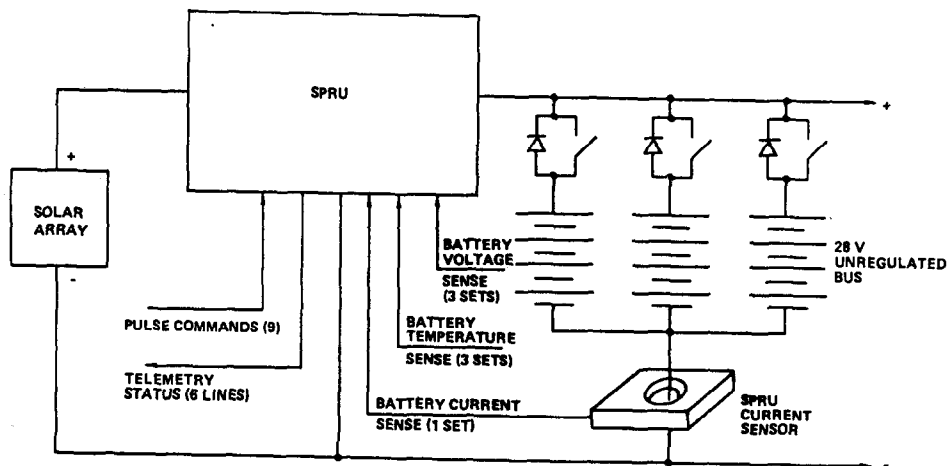 SPRU
+
+
SOLAR
ARRAY
-
BATTERY
VOLTAGE
SENSE
(3 SETS)
28 V
UNREGULATED
BUS
PULSE COMMANDS (9)
BATTERY
TEMPERATURE
SENSE (3 SETS)
TELEMETRY
STATUS (6 LINES)
BATTERY CURRENT
SENSE (1 SET)
SPRU
CURRENT
SENSOR
-